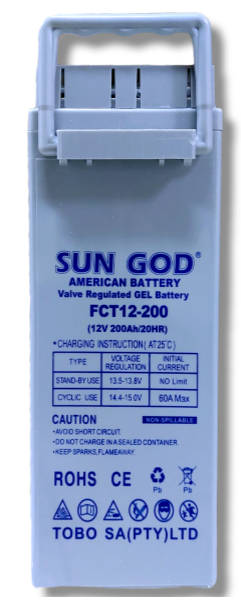 SUN GOD®
AMERICAN BATTERY
Valve Regulated GEL Battery
FCT12-200
(12V 200Ah/20HR)
• CHARGING INSTRUCTION ( AT25℃ )
TYPE VOLTAGE REGULATION INITIAL CURRENT
STAND-BY USE 13.5-13.8V NO Limit
CYCLIC USE 14.4-15.0V 60A Max
CAUTION NON-SPILLABLE
•AVOID SHORT CIRCUIT.
•DO NOT CHARGE IN A SEALED CONTAINER.
•KEEP SPARKS,FLAMEAWAY.
ROHS CE Pb Pb
TOBO SA(PTY)LTD